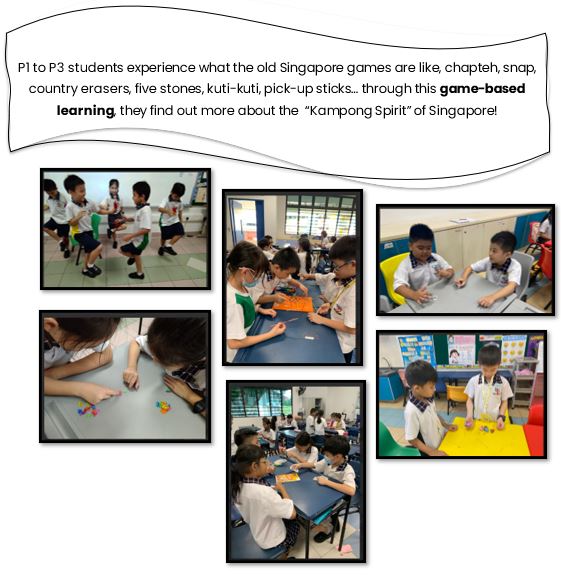 P1 to P3 students experience what the old Singapore games are like, chapteh, snap,
country erasers, five stones, kuti-kuti, pick-up sticks... through this game-based
learning, they find out more about the “Kampong Spirit” of Singapore!